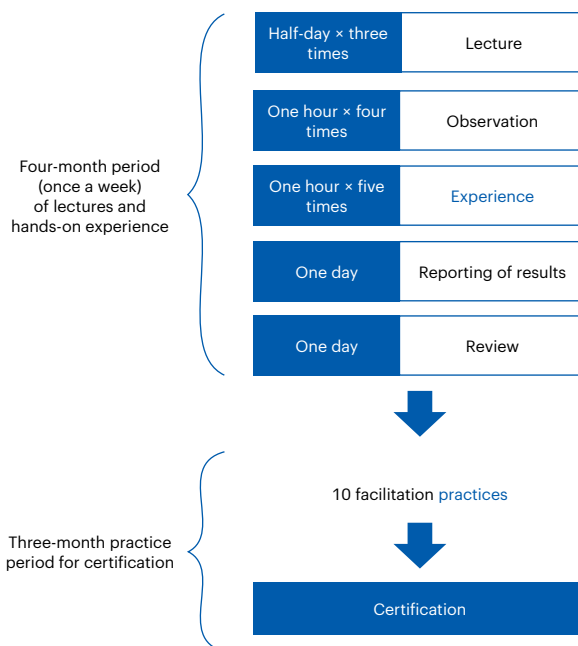 Half-day × three
times
Lecture
One hour × four
times
Observation
Four-month period
(once a week)
of lectures and
hands-on experience
One hour × five
times
Experience
One day
Reporting of results
One day
Review
10 facilitation practices
Three-month practice
period for certification
Certification